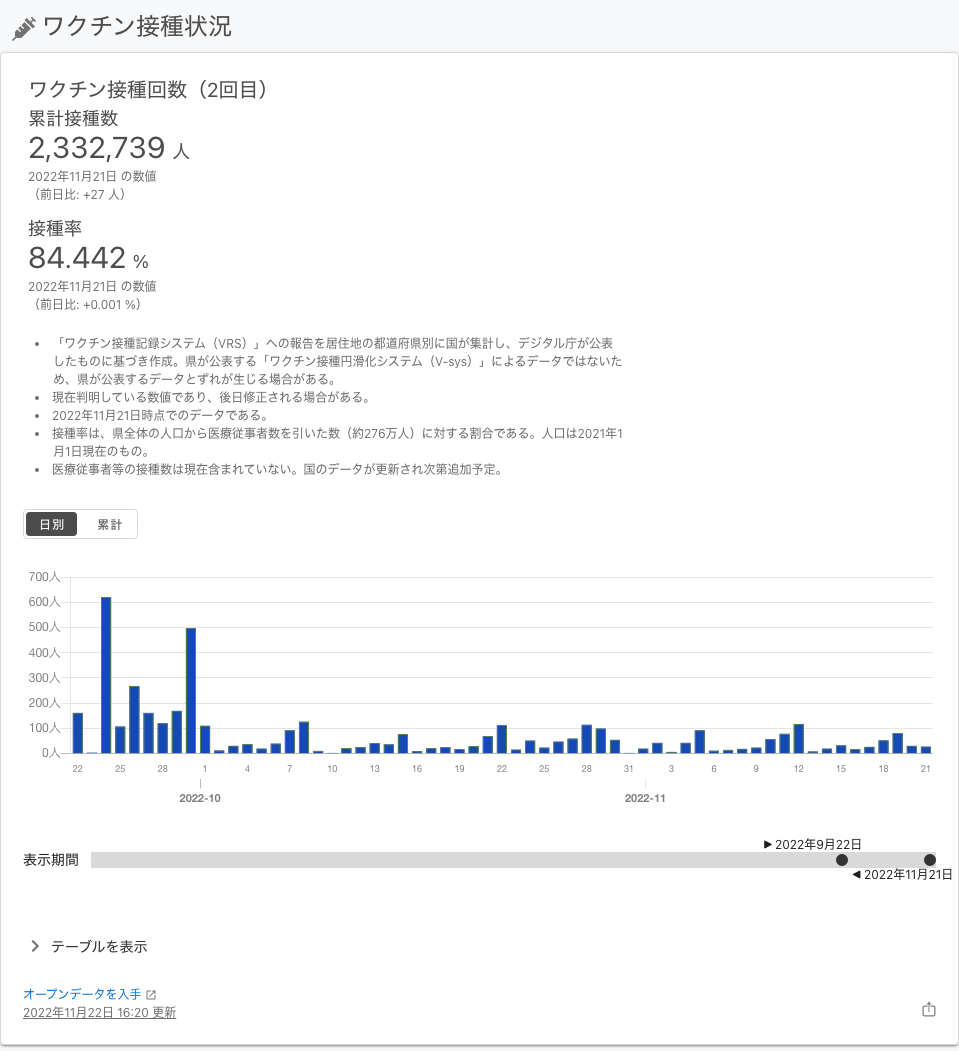 ワクチン接種状況
ワクチン接種回数（2回目）
累計接種数
2,332,739 人
2022年11月21日 の数値
（前日比: +27 人）
接種率
84.442 %
2022年11月21日 の数値
（前日比: +0.001 %）
• 「ワクチン接種記録システム（VRS）」への報告を居住地の都道府県別に国が集計し、デジタル庁が公表
したものに基づき作成。県が公表する「ワクチン接種円滑化システム（V-sys）」によるデータではないた
め、県が公表するデータとずれが生じる場合がある。
• 現在判明している数値であり、後日修正される場合がある。
• 2022年11月21日時点でのデータである。
• 接種率は、県全体の人口から医療従事者数を引いた数（約276万人）に対する割合である。人口は2021年1
月1日現在のもの。
• 医療従事者等の接種数は現在含まれていない。国のデータが更新され次第追加予定。
日別 累計
700人
600人
500人
400人
300人
200人
100人
0人
22 25 28 1 4 7 10 13 16 19 22 25 28 31 3 6 9 12 15 18 21
2022-10 2022-11
▶ 2022年9月22日
表示期間
◀ 2022年11月21日
テーブルを表示
オープンデータを入手
2022年11月22日 16:20 更新